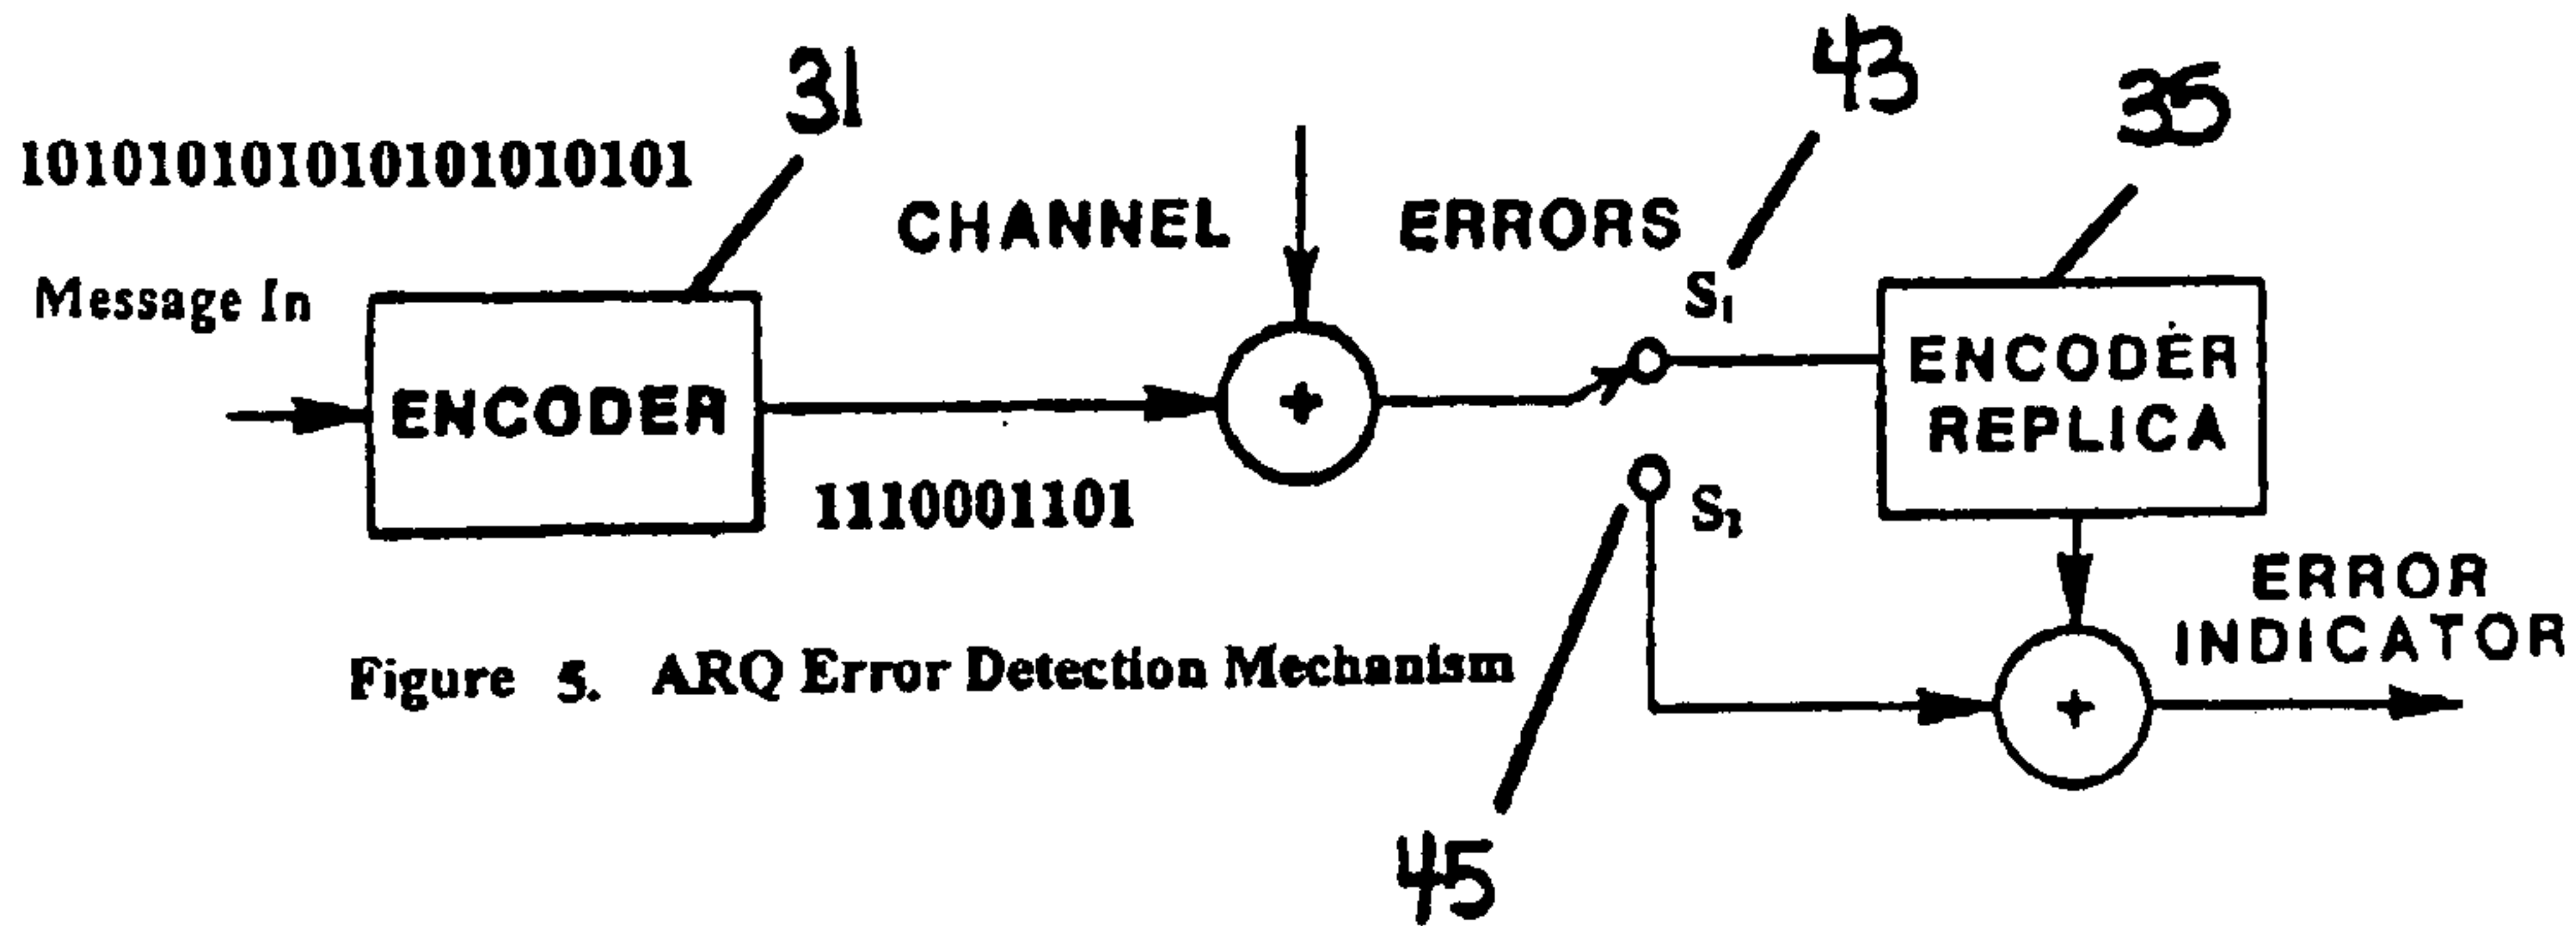 31
43
35
101010101010101010101
CHANNEL
ERRORS
Message In
S₁
ENCODER
ENCODER
REPLICA
1110001101
S₂
ERROR
INDICATOR
Figure 5. ARQ Error Detection Mechanism
45